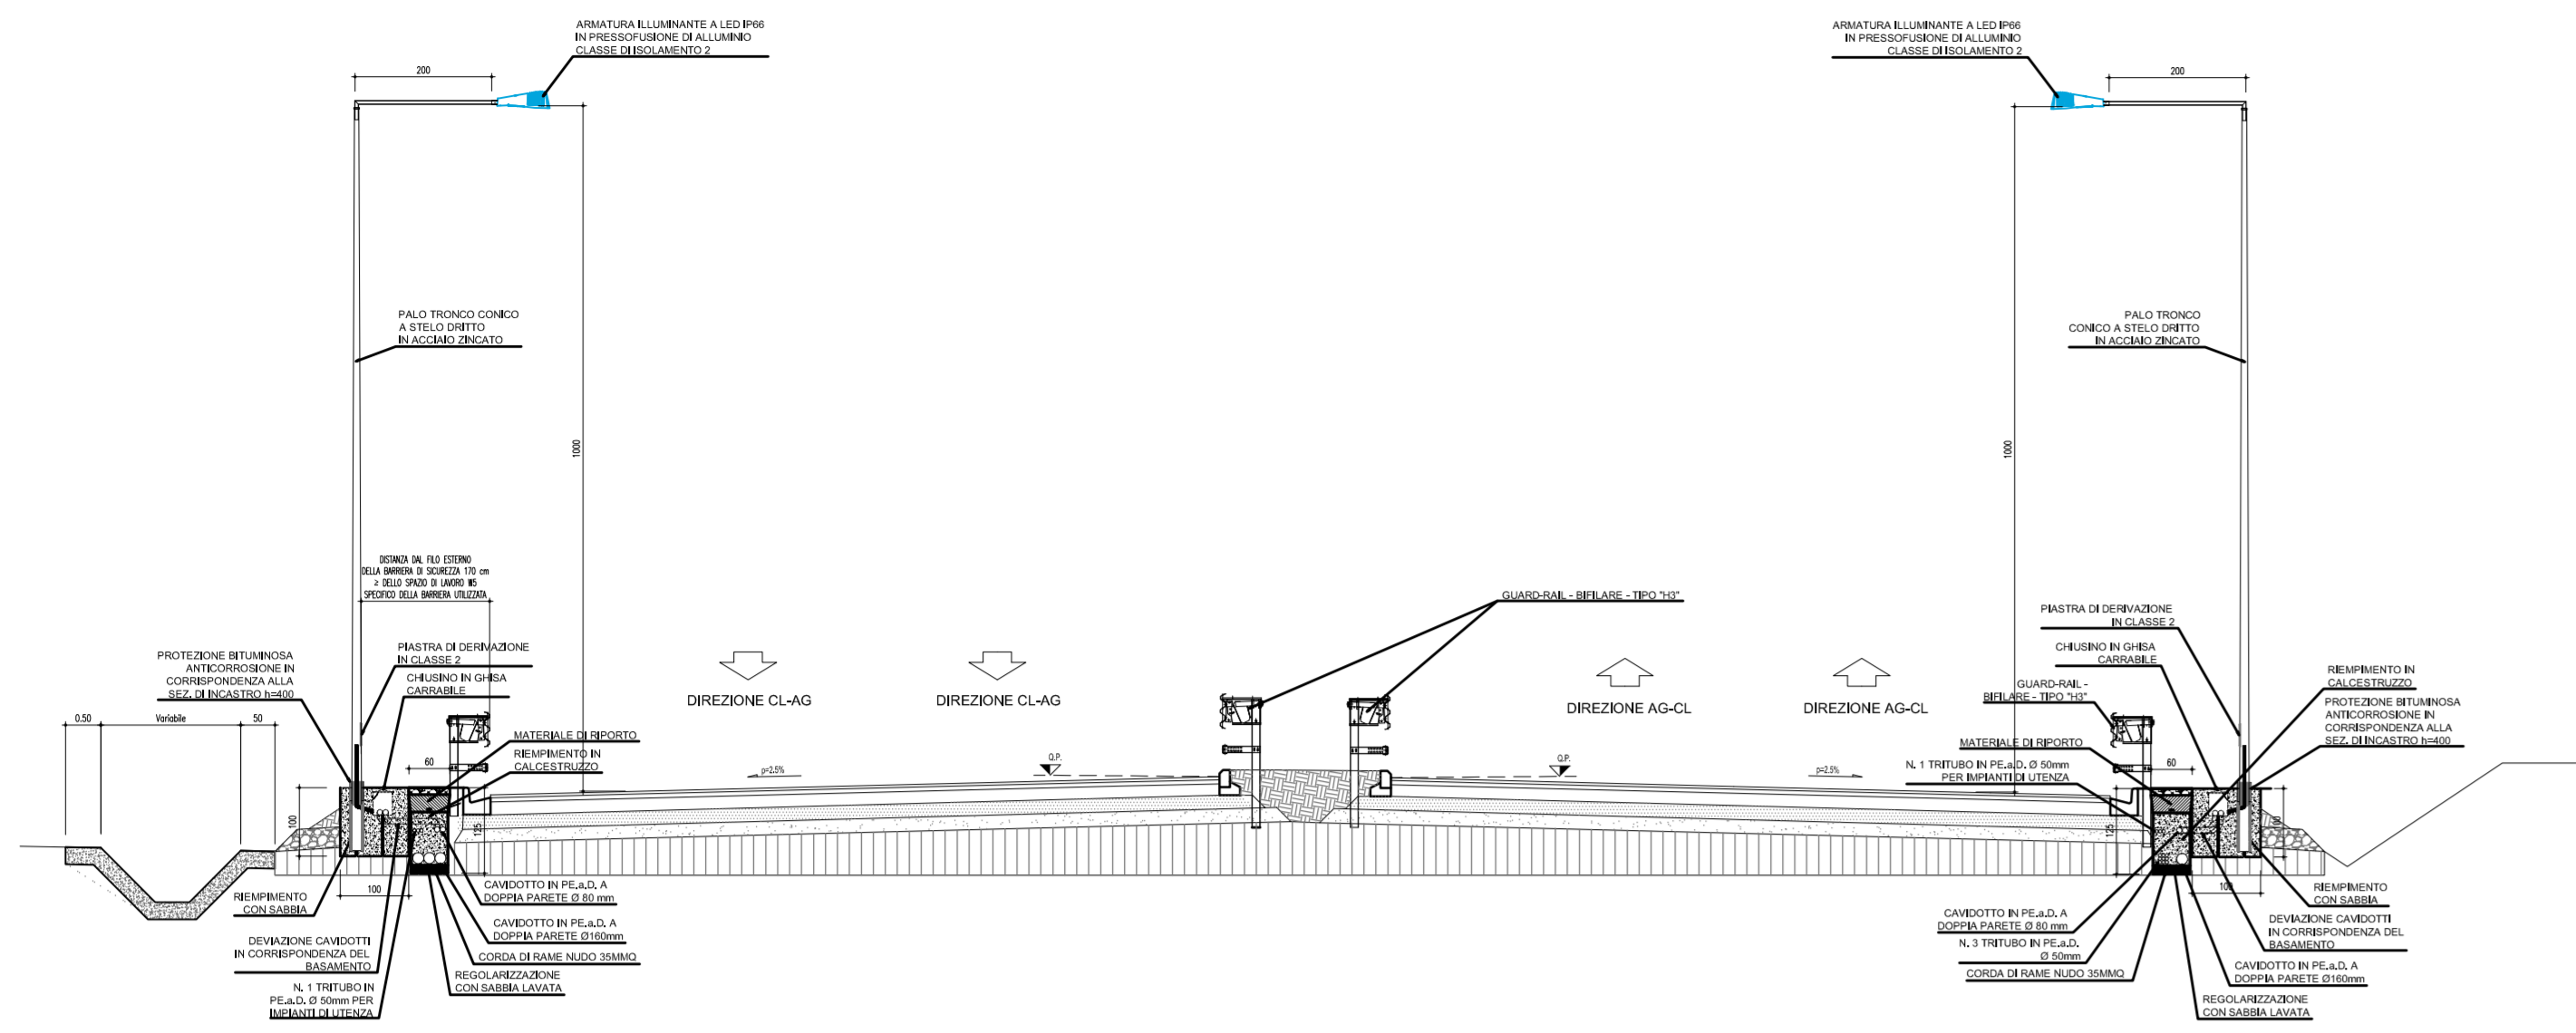 ARMATURA ILLUMINANTE A LED IP66
IN PRESSOFUSIONE DI ALLUMINIO
CLASSE DI ISOLAMENTO 2
200
1000
PALO TRONCO CONICO
A STELO DRITTO
IN ACCIAIO ZINCATO
DISTANZA DAL FILO ESTERNO
DELLA BARRIERA DI SICUREZZA 170 cm
≥ DELLO SPAZIO DI LAVORO W5
SPECIFICO DELLA BARRIERA UTILIZZATA
PROTEZIONE BITUMINOSA
ANTICORROSIONE IN
CORRISPONDENZA ALLA
SEZ. DI INCASTRO h=400
PIASTRA DI DERIVAZIONE
IN CLASSE 2
CHIUSINO IN GHISA
CARRABILE
0.50
Variabile
50
60
MATERIALE DI RIPORTO
RIEMPIMENTO IN
CALCESTRUZZO
100
125
100
RIEMPIMENTO
CON SABBIA
DEVIAZIONE CAVIDOTTI
IN CORRISPONDENZA DEL
BASAMENTO
N. 1 TRITUBO IN
PE.a.D. Ø 50mm PER
IMPIANTI DI UTENZA
CAVIDOTTO IN PE.a.D. A
DOPPIA PARETE Ø 80 mm
CAVIDOTTO IN PE.a.D. A
DOPPIA PARETE Ø160mm
CORDA DI RAME NUDO 35MMQ
REGOLARIZZAZIONE
CON SABBIA LAVATA
DIREZIONE CL-AG
DIREZIONE CL-AG
p=2.5%
Q.P.
GUARD-RAIL - BIFILARE - TIPO "H3"
DIREZIONE AG-CL
DIREZIONE AG-CL
Q.P.
p=2.5%
ARMATURA ILLUMINANTE A LED IP66
IN PRESSOFUSIONE DI ALLUMINIO
CLASSE DI ISOLAMENTO 2
200
1000
PALO TRONCO
CONICO A STELO DRITTO
IN ACCIAIO ZINCATO
PIASTRA DI DERIVAZIONE
IN CLASSE 2
CHIUSINO IN GHISA
CARRABILE
GUARD-RAIL -
BIFILARE - TIPO "H3"
MATERIALE DI RIPORTO
N. 1 TRITUBO IN PE.a.D. Ø 50mm
PER IMPIANTI DI UTENZA
60
RIEMPIMENTO IN
CALCESTRUZZO
PROTEZIONE BITUMINOSA
ANTICORROSIONE IN
CORRISPONDENZA ALLA
SEZ. DI INCASTRO h=400
125
100
CAVIDOTTO IN PE.a.D. A
DOPPIA PARETE Ø 80 mm
N. 3 TRITUBO IN PE.a.D.
Ø 50mm
CORDA DI RAME NUDO 35MMQ
RIEMPIMENTO
CON SABBIA
DEVIAZIONE CAVIDOTTI
IN CORRISPONDENZA DEL
BASAMENTO
CAVIDOTTO IN PE.a.D. A
DOPPIA PARETE Ø160mm
REGOLARIZZAZIONE
CON SABBIA LAVATA